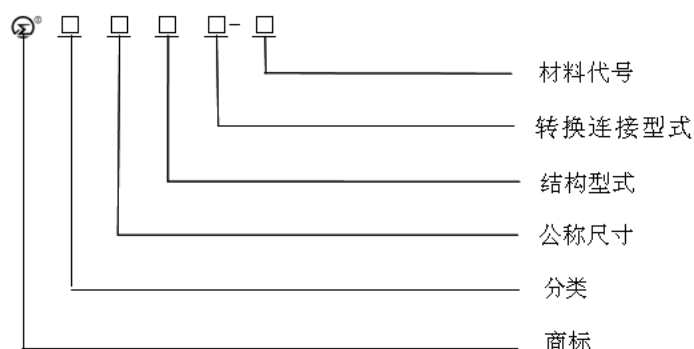 ® □ □ □ □-□
材料代号
转换连接型式
结构型式
公称尺寸
分类
商标